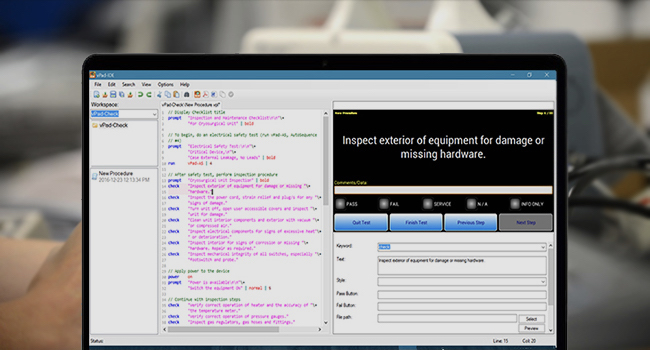 vPad-IDE
File Edit Search View Options Help
Workspace:
vPad-Check
vPad-Check
New Procedure
2016-12-23 12:13:34 PM
vPad-Check (New Procedure.vip)*
// Display checklist title
prompt "Inspection and Maintenance Checklist\n\n"+
"for Cryosurgical Unit" | bold
// To begin, do an electrical safety test (run vPad-A1, AutoSequence
// #4)
prompt "Electrical Safety Test:\n\n"+
"Critical Device,\n"+
"Case External Leakage, No Leads" | bold
run vPad-A1 | 4
// After safety test, perform inspection procedure
prompt "Cryosurgical Unit Inspection" | bold
check "Inspect exterior of equipment for damage or missing "+
"hardware."
check "Inspect the power cord, strain relief and plug/s for any "+
"signs of damage."
check "Turn unit off, open user accessible covers and inspect "+
"unit for damage."
check "Clean unit interior components and exterior with vacuum "+
"or compressed air."
check "Inspect electrical components for signs of excessive heat"+
" or deterioration."
check "Inspect interior for signs of corrosion or missing "+
"hardware. Repair as required."
check "Inspect mechanical integrity of all switches, especially "+
"footswitch and probe."
// Apply power to the device
power on
prompt "Power is available\n\n"+
"Switch the equipment On" | normal | b
// Continue with inspection steps
check "Verify correct operation of heater and the accuracy of "+
"the temperature meter."
check "Verify correct operation of pressure gauges."
check "Inspect gas regulators, gas hoses and fittings."
New Procedure
Inspect exterior of equipment for damage or
missing hardware.
Comments/Data:
PASS FAIL SERVICE N / A INFO ONLY
Quit Test Finish Test Previous Step Next Step
Keyword: check
Text: Inspect exterior of equipment for damage or missing hardware.
Style:
Pass Button:
Fail Button:
File path:
Select
Preview
Status:
Line: 15 Col: 20